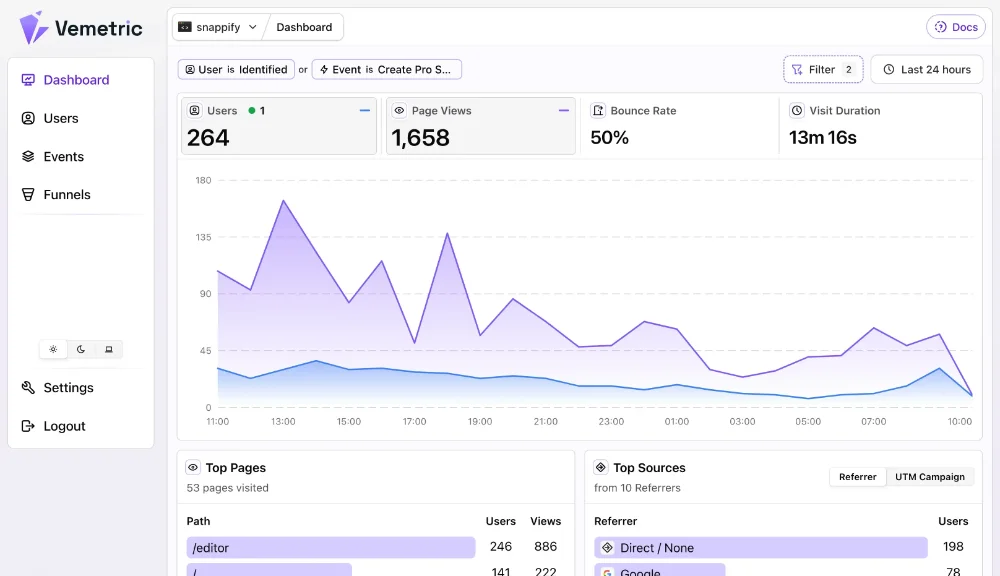 Vemetric
snappify
Dashboard
Docs
Dashboard
Users
Events
Funnels
Settings
Logout
User is Identified or Event is Create Pro S...
Filter 2
Last 24 hours
Users 1
264
Page Views
1,658
Bounce Rate
50%
Visit Duration
13m 16s
180
135
90
45
0
11:00 13:00 15:00 17:00 19:00 21:00 23:00 01:00 03:00 05:00 07:00 10:00
Top Pages
53 pages visited
Path Users Views
/editor 246 886
/ 141 222
Top Sources
from 10 Referrers
Referrer UTM Campaign
Referrer Users
Direct / None 198
Google 78